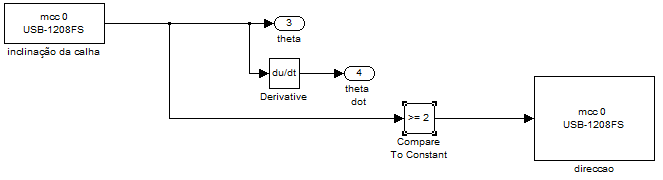 mcc 0
USB-1208FS
inclinação da calha
3
theta
du/dt
Derivative
4
theta
dot
>= 2
Compare
To Constant
mcc 0
USB-1208FS
direccao